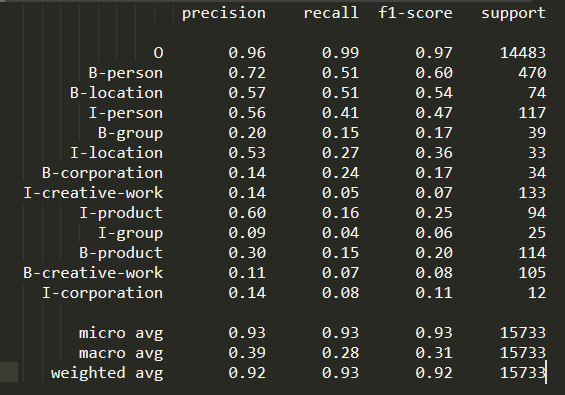 precision recall f1-score support
O 0.96 0.99 0.97 14483
B-person 0.72 0.51 0.60 470
B-location 0.57 0.51 0.54 74
I-person 0.56 0.41 0.47 117
B-group 0.20 0.15 0.17 39
I-location 0.53 0.27 0.36 33
B-corporation 0.14 0.24 0.17 34
I-creative-work 0.14 0.05 0.07 133
I-product 0.60 0.16 0.25 94
I-group 0.09 0.04 0.06 25
B-product 0.30 0.15 0.20 114
B-creative-work 0.11 0.07 0.08 105
I-corporation 0.14 0.08 0.11 12
micro avg 0.93 0.93 0.93 15733
macro avg 0.39 0.28 0.31 15733
weighted avg 0.92 0.93 0.92 15733